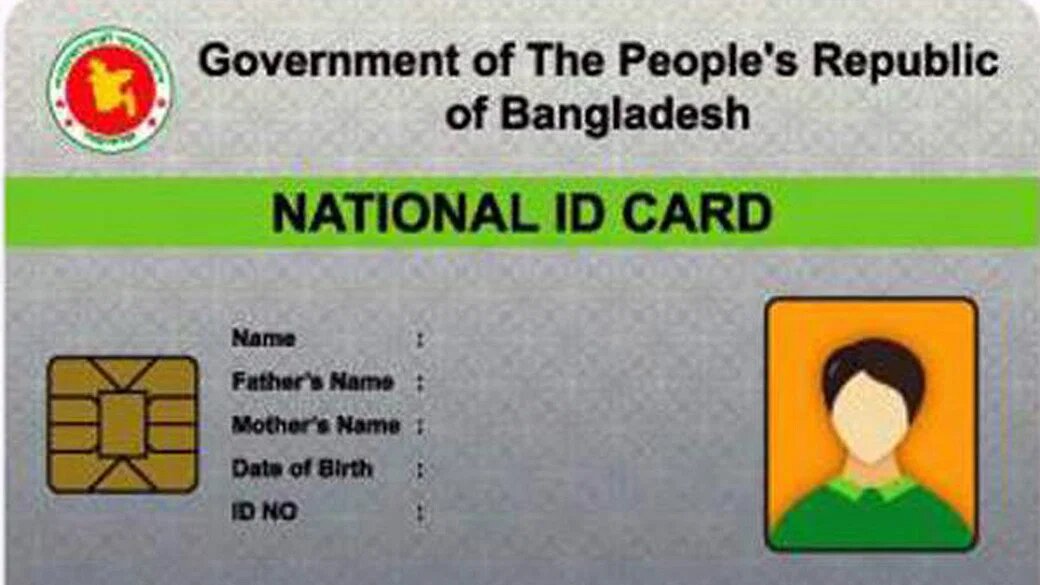 Government of The People's Republic
of Bangladesh
NATIONAL ID CARD
Name :
Father's Name :
Mother's Name :
Date of Birth :
ID NO :